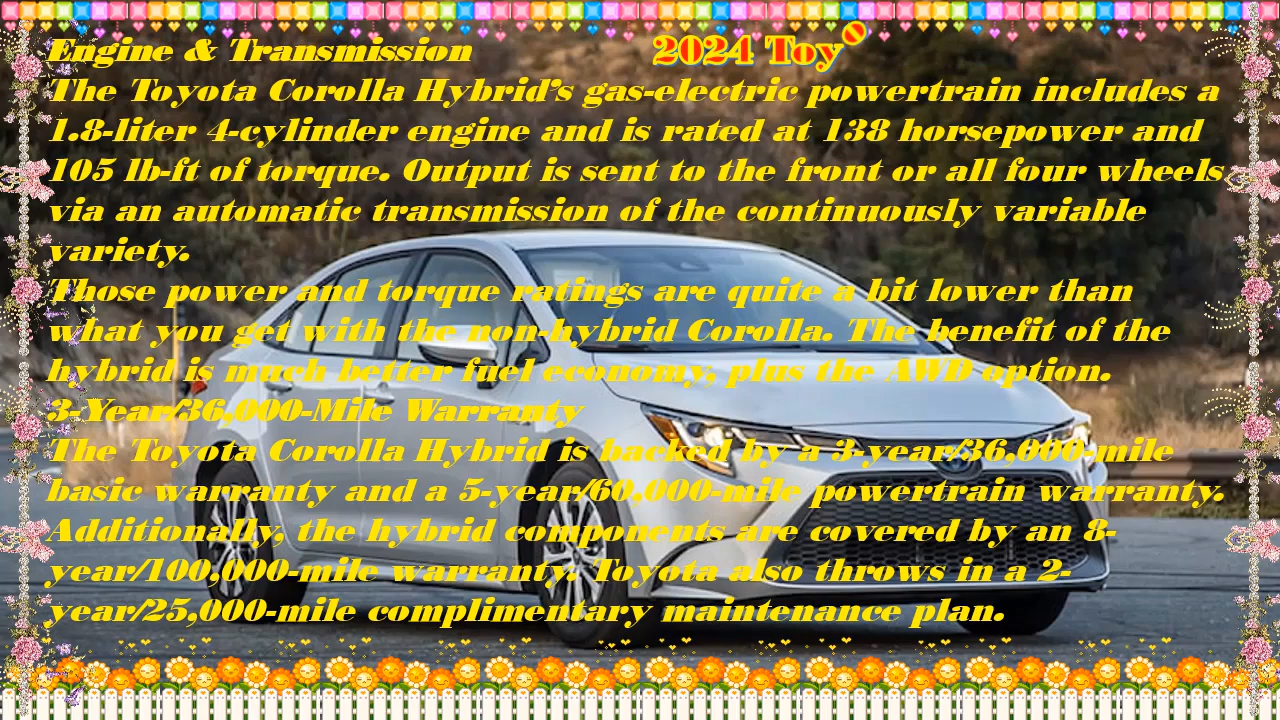 Engine & Transmission
2024 Toyo
The Toyota Corolla Hybrid’s gas-electric powertrain includes a
1.8-liter 4-cylinder engine and is rated at 138 horsepower and
105 lb-ft of torque. Output is sent to the front or all four wheels
via an automatic transmission of the continuously variable
variety.
Those power and torque ratings are quite a bit lower than
what you get with the non-hybrid Corolla. The benefit of the
hybrid is much better fuel economy, plus the AWD option.
3-Year/36,000-Mile Warranty
The Toyota Corolla Hybrid is backed by a 3-year/36,000-mile
basic warranty and a 5-year/60,000-mile powertrain warranty.
Additionally, the hybrid components are covered by an 8-
year/100,000-mile warranty. Toyota also throws in a 2-
year/25,000-mile complimentary maintenance plan.